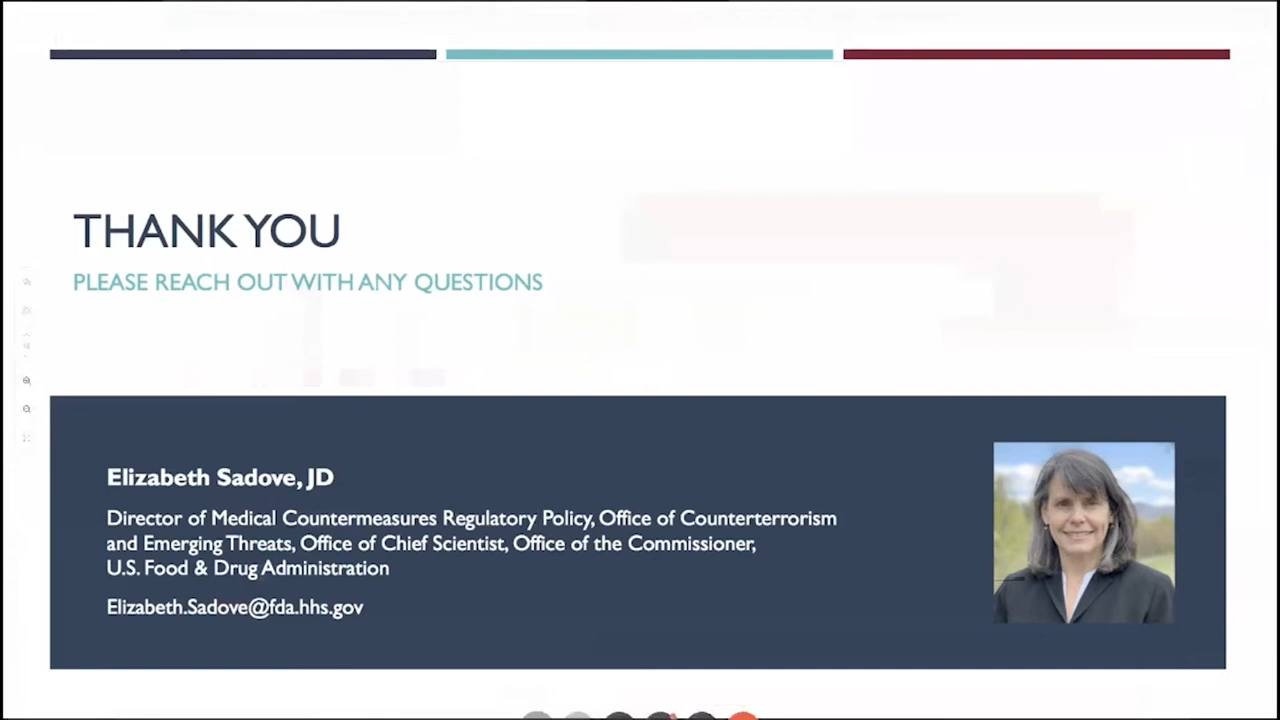 THANK YOU
PLEASE REACH OUT WITH ANY QUESTIONS
Elizabeth Sadove, JD
Director of Medical Countermeasures Regulatory Policy, Office of Counterterrorism
and Emerging Threats, Office of Chief Scientist, Office of the Commissioner,
U.S. Food & Drug Administration
Elizabeth.Sadove@fda.hhs.gov